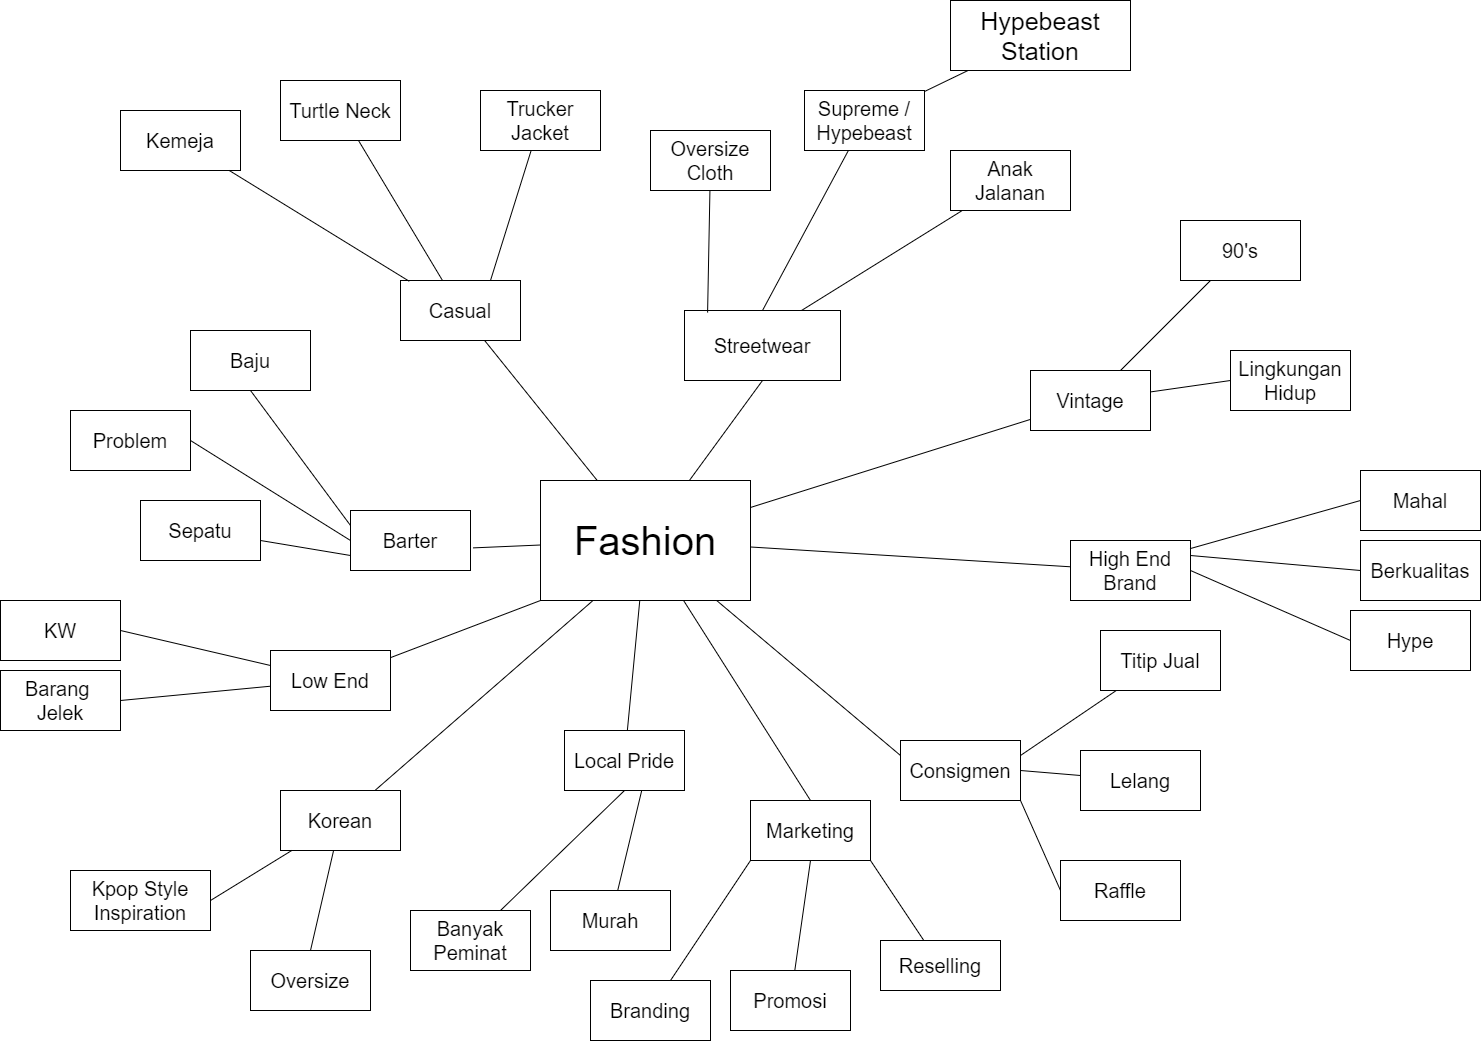 Hypebeast
Station
Turtle Neck
Trucker
Jacket
Supreme /
Hypebeast
Kemeja
Oversize
Cloth
Anak
Jalanan
90's
Casual
Streetwear
Baju
Lingkungan
Hidup
Vintage
Problem
Mahal
Sepatu
Barter
Fashion
High End
Brand
Berkualitas
KW
Hype
Low End
Titip Jual
Barang
Jelek
Local Pride
Consigmen
Lelang
Korean
Marketing
Kpop Style
Inspiration
Murah
Raffle
Banyak
Peminat
Reselling
Oversize
Branding
Promosi